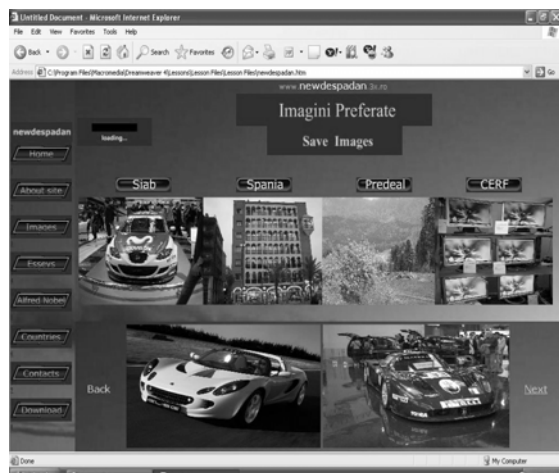 Untitled Document - Microsoft Internet Explorer
File Edit View Favorites Tools Help
Back Search Favorites
Address C:\Program Files\Macromedia\Dreamweaver 4\Lessons\Lesson Files\Lesson Files\newdespadan.htm Go
www.newdespadan.3x.ro
Imagini Preferate
Save Images
loading...
newdespadan
Home
About site
Images
Esseys
Alfred Nobel
Countries
Contacts
Download
Siab Spania Predeal CERF
Back Next
Done My Computer